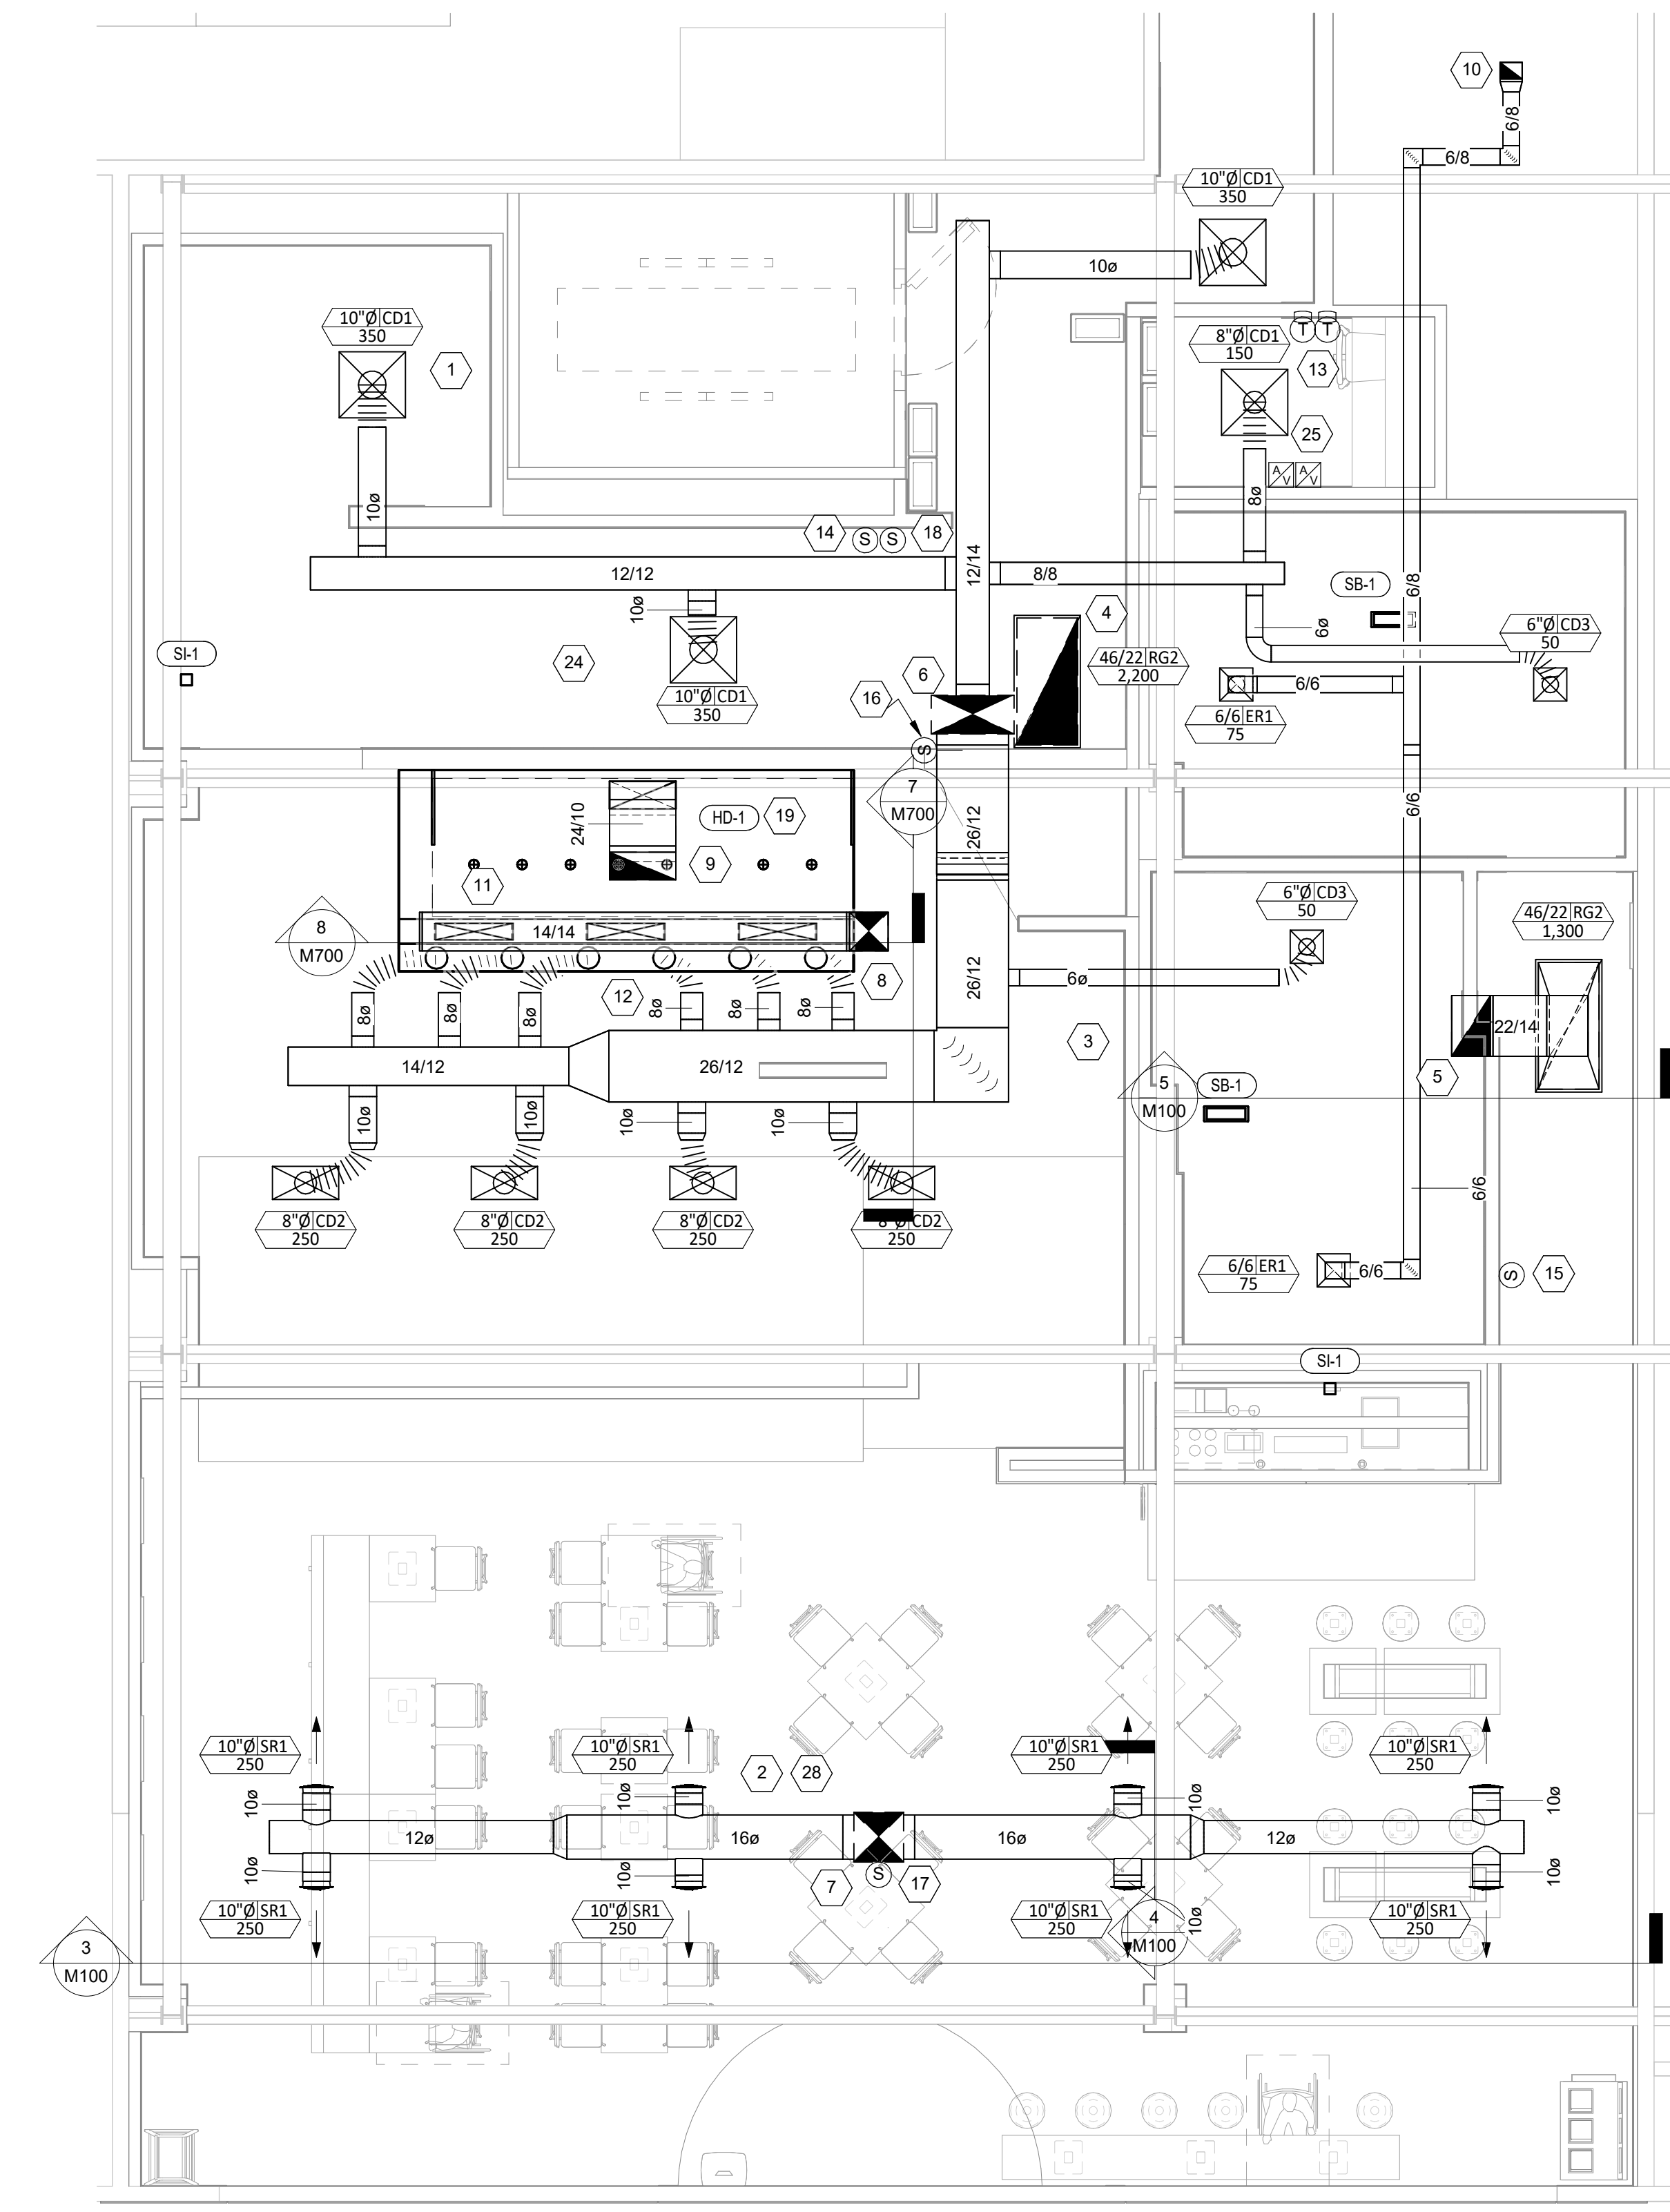 10
6/8
6/8
10"Ø CD1
350
10ø
10"Ø CD1
350
1
8"Ø CD1
150
T T
13
25
A/V A/V
10ø
8ø
14 S S 18
12/14
12/12
8/8
SB-1
6/8
10ø
4
6ø
6"Ø CD3
50
SI-1
24
6
46/22 RG2
2,200
10"Ø CD1
350
16
6/6
6/6 ER1
75
S
7
M700
24/10
HD-1
19
26/12
6/6
9
11
6"Ø CD3
50
46/22 RG2
1,300
8
M700
14/14
8
26/12
6ø
12
8ø
8ø
8ø
8ø
8ø
8ø
22/14
3
14/12
26/12
5
M100
SB-1
5
10ø
10ø
10ø
10ø
6/6
8"Ø CD2
250
8"Ø CD2
250
8"Ø CD2
250
8"Ø CD2
250
6/6 ER1
75
6/6
S
15
SI-1
10"Ø SR1
250
10"Ø SR1
250
2
28
10"Ø SR1
250
10"Ø SR1
250
10ø
10ø
10ø
10ø
12ø
16ø
16ø
12ø
10ø
10ø
7
S
17
10ø
10ø
10"Ø SR1
250
10"Ø SR1
250
10"Ø SR1
250
4
M100
10"Ø SR1
250
3
M100